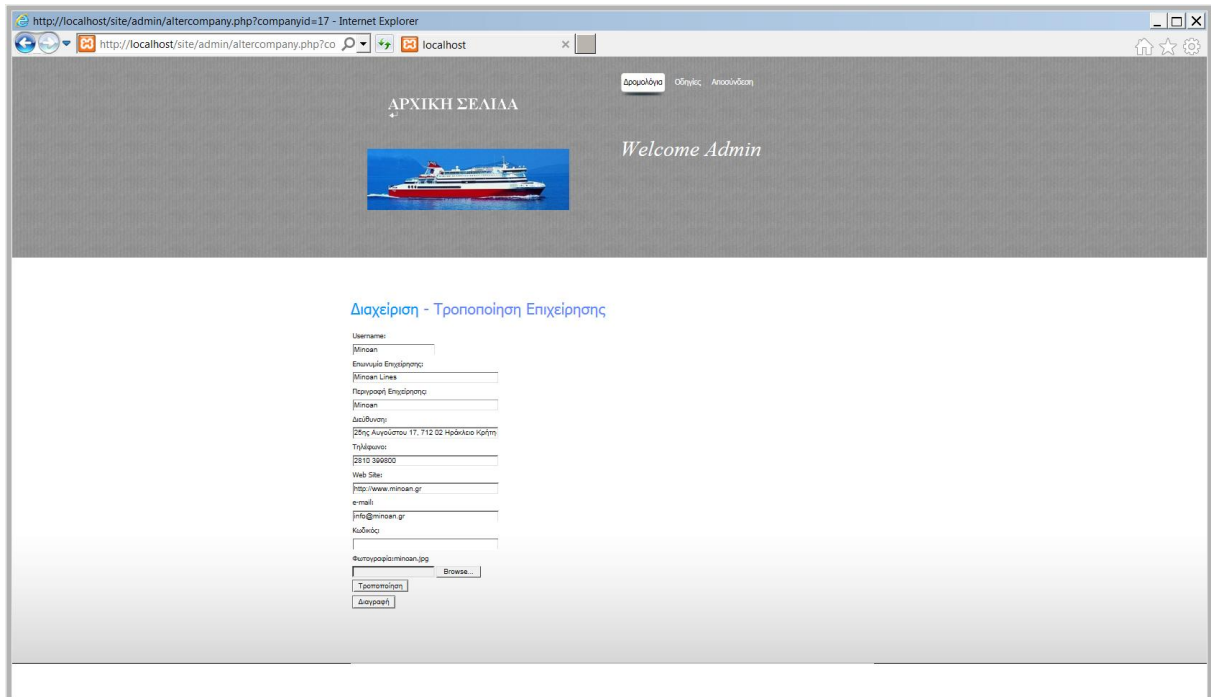 http://localhost/site/admin/altercompany.php?companyid=17 - Internet Explorer
http://localhost/site/admin/altercompany.php?co
localhost
Δρομολόγια Οδηγίες Αποσύνδεση
ΑΡΧΙΚΗ ΣΕΛΙΔΑ
Welcome Admin
Διαχείριση - Τροποποίηση Επιχείρησης
Username:
Minoan
Επωνυμία Επιχείρησης:
Minoan Lines
Περιγραφή Επιχείρησης:
Minoan
Διεύθυνση:
25ης Αυγούστου 17, 712 02 Ηράκλειο Κρήτη
Τηλέφωνο:
2810 399800
Web Site:
http://www.minoan.gr
e-mail:
info@minoan.gr
Κωδικός:
Φωτογραφία:minoan.jpg
Browse...
Τροποποίηση
Διαγραφή